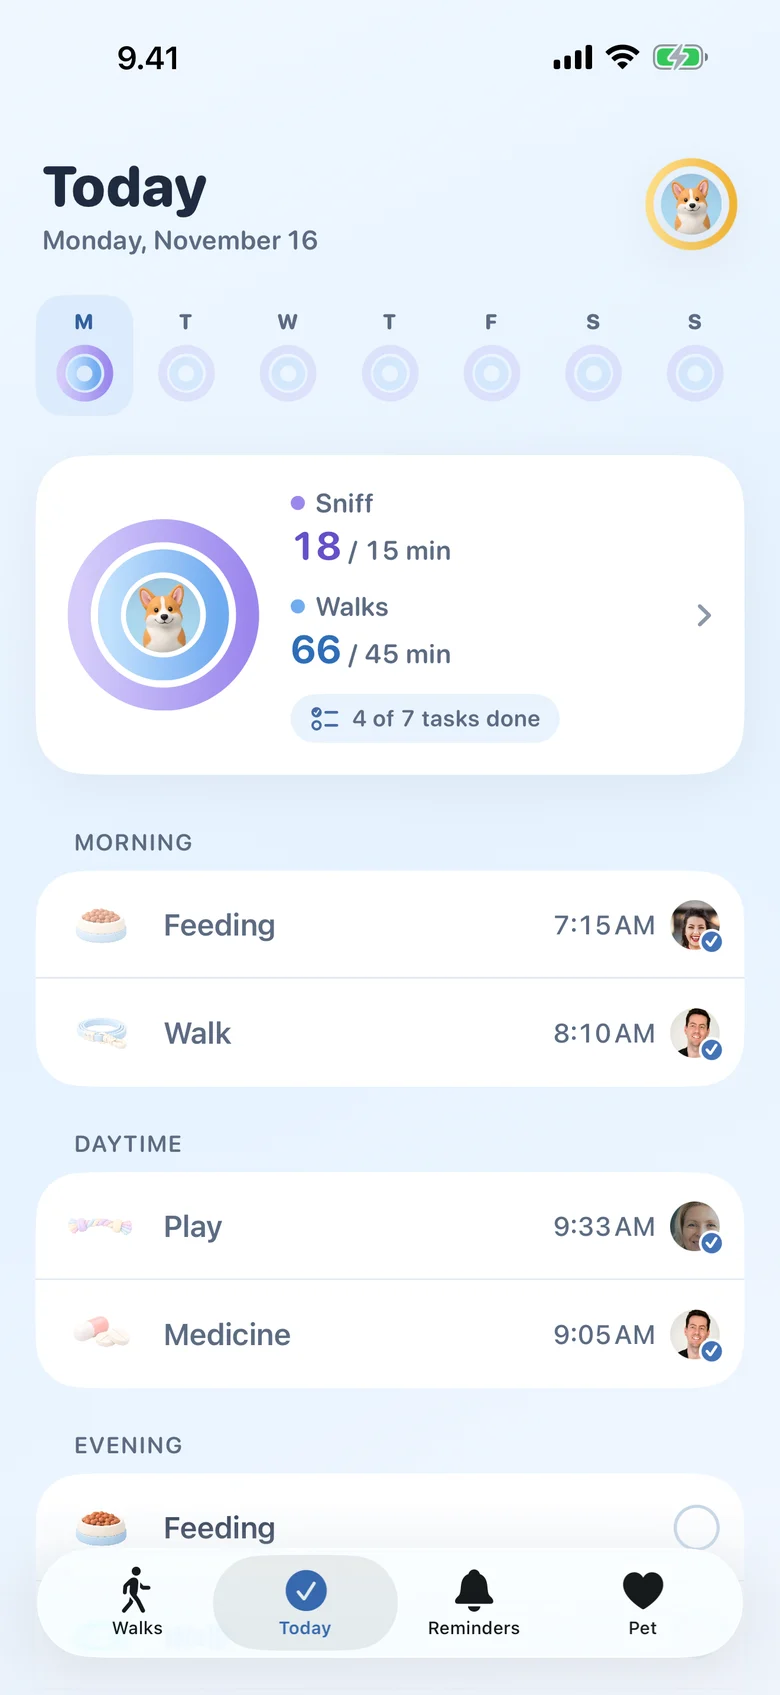 9.41
Today
Monday, November 16
M T W T F S S
Sniff
18 / 15 min
Walks
66 / 45 min
4 of 7 tasks done
MORNING
Feeding 7:15 AM
Walk 8:10 AM
DAYTIME
Play 9:33 AM
Medicine 9:05 AM
EVENING
Feeding
Walks Today Reminders Pet